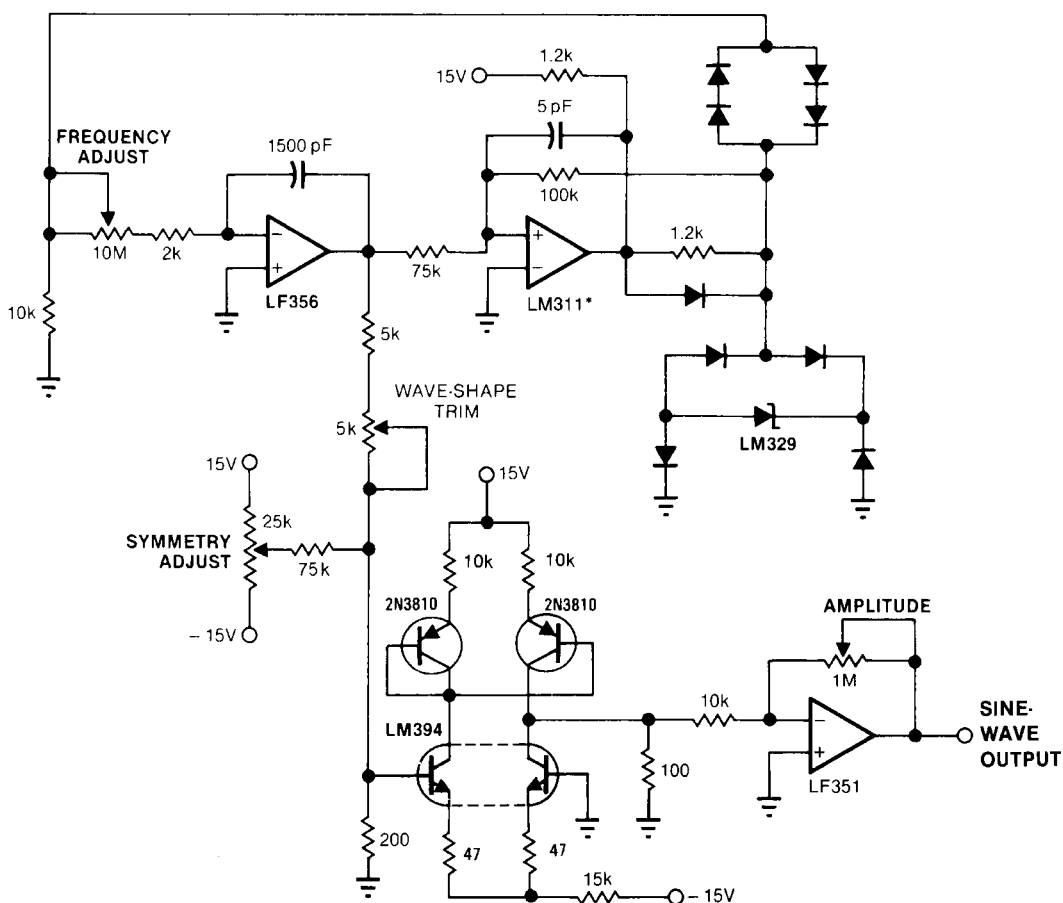 1.2k
15V
5 pF
FREQUENCY
ADJUST
1500 pF
100k
10M
2k
−
+
LF356
75k
+
−
LM311*
1.2k
10k
5k
WAVE-SHAPE
TRIM
5k
LM329
15V
15V
25k
SYMMETRY
ADJUST
75k
10k
10k
2N3810
2N3810
– 15V
AMPLITUDE
1M
10k
LM394
−
+
SINE-
WAVE
OUTPUT
100
LF351
200
47
47
15k
– 15V